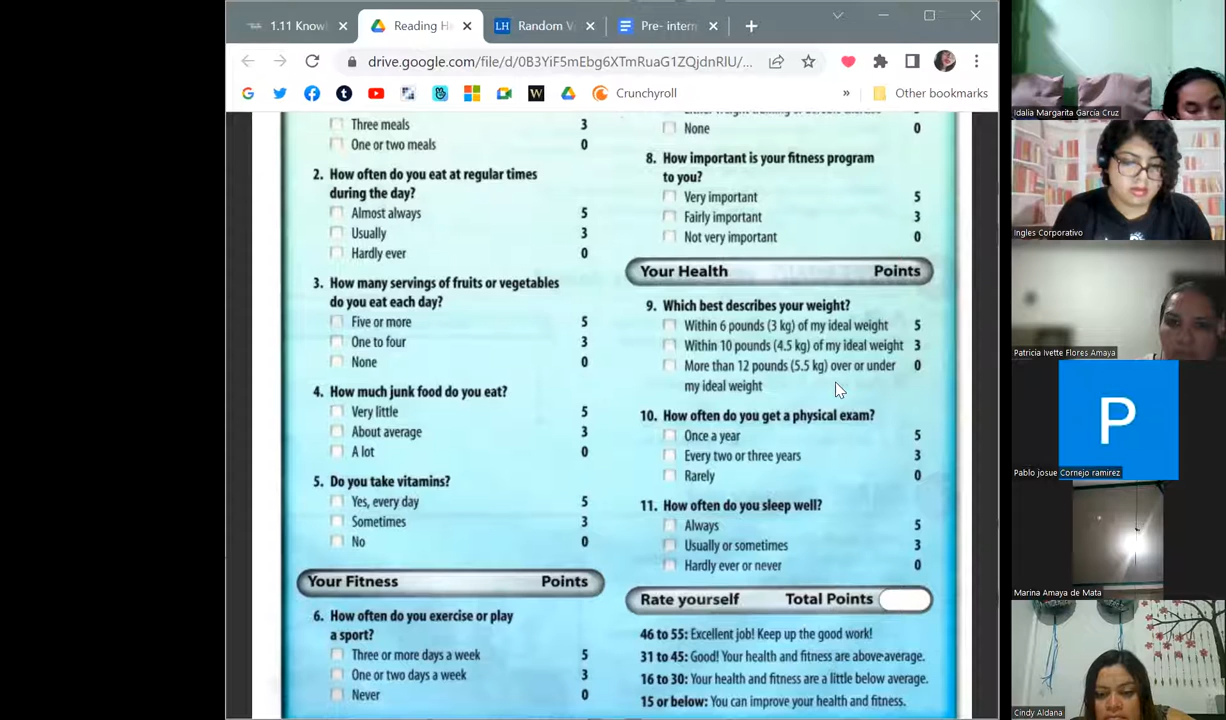 1.11 Know
Reading H
LH
Random V
Pre- intern
drive.google.com/file/d/0B3YiF5mEbg6XTmRuaG1ZQjdnRlU/...
Crunchyroll
»
Other bookmarks
Three meals 3
One or two meals 0
2. How often do you eat at regular times
during the day?
Almost always 5
Usually 3
Hardly ever 0
3. How many servings of fruits or vegetables
do you eat each day?
Five or more 5
One to four 3
None 0
4. How much junk food do you eat?
Very little 5
About average 3
A lot 0
5. Do you take vitamins?
Yes, every day 5
Sometimes 3
No 0
Your Fitness Points
6. How often do you exercise or play
a sport?
Three or more days a week 5
One or two days a week 3
Never 0
None 0
8. How important is your fitness program
to you?
Very important 5
Fairly important 3
Not very important 0
Your Health Points
9. Which best describes your weight?
Within 6 pounds (3 kg) of my ideal weight 5
Within 10 pounds (4.5 kg) of my ideal weight 3
More than 12 pounds (5.5 kg) over or under 0
my ideal weight
10. How often do you get a physical exam?
Once a year 5
Every two or three years 3
Rarely 0
11. How often do you sleep well?
Always 5
Usually or sometimes 3
Hardly ever or never 0
Rate yourself Total Points
46 to 55: Excellent job! Keep up the good work!
31 to 45: Good! Your health and fitness are above average.
16 to 30: Your health and fitness are a little below average.
15 or below: You can improve your health and fitness.
Idalia Margarita Garcia Cruz
Ingles Corporativo
Patricia Ivette Flores Amaya
P
Pablo josue Cornejo ramirez
Marina Amaya de Mata
Cindy Aldana